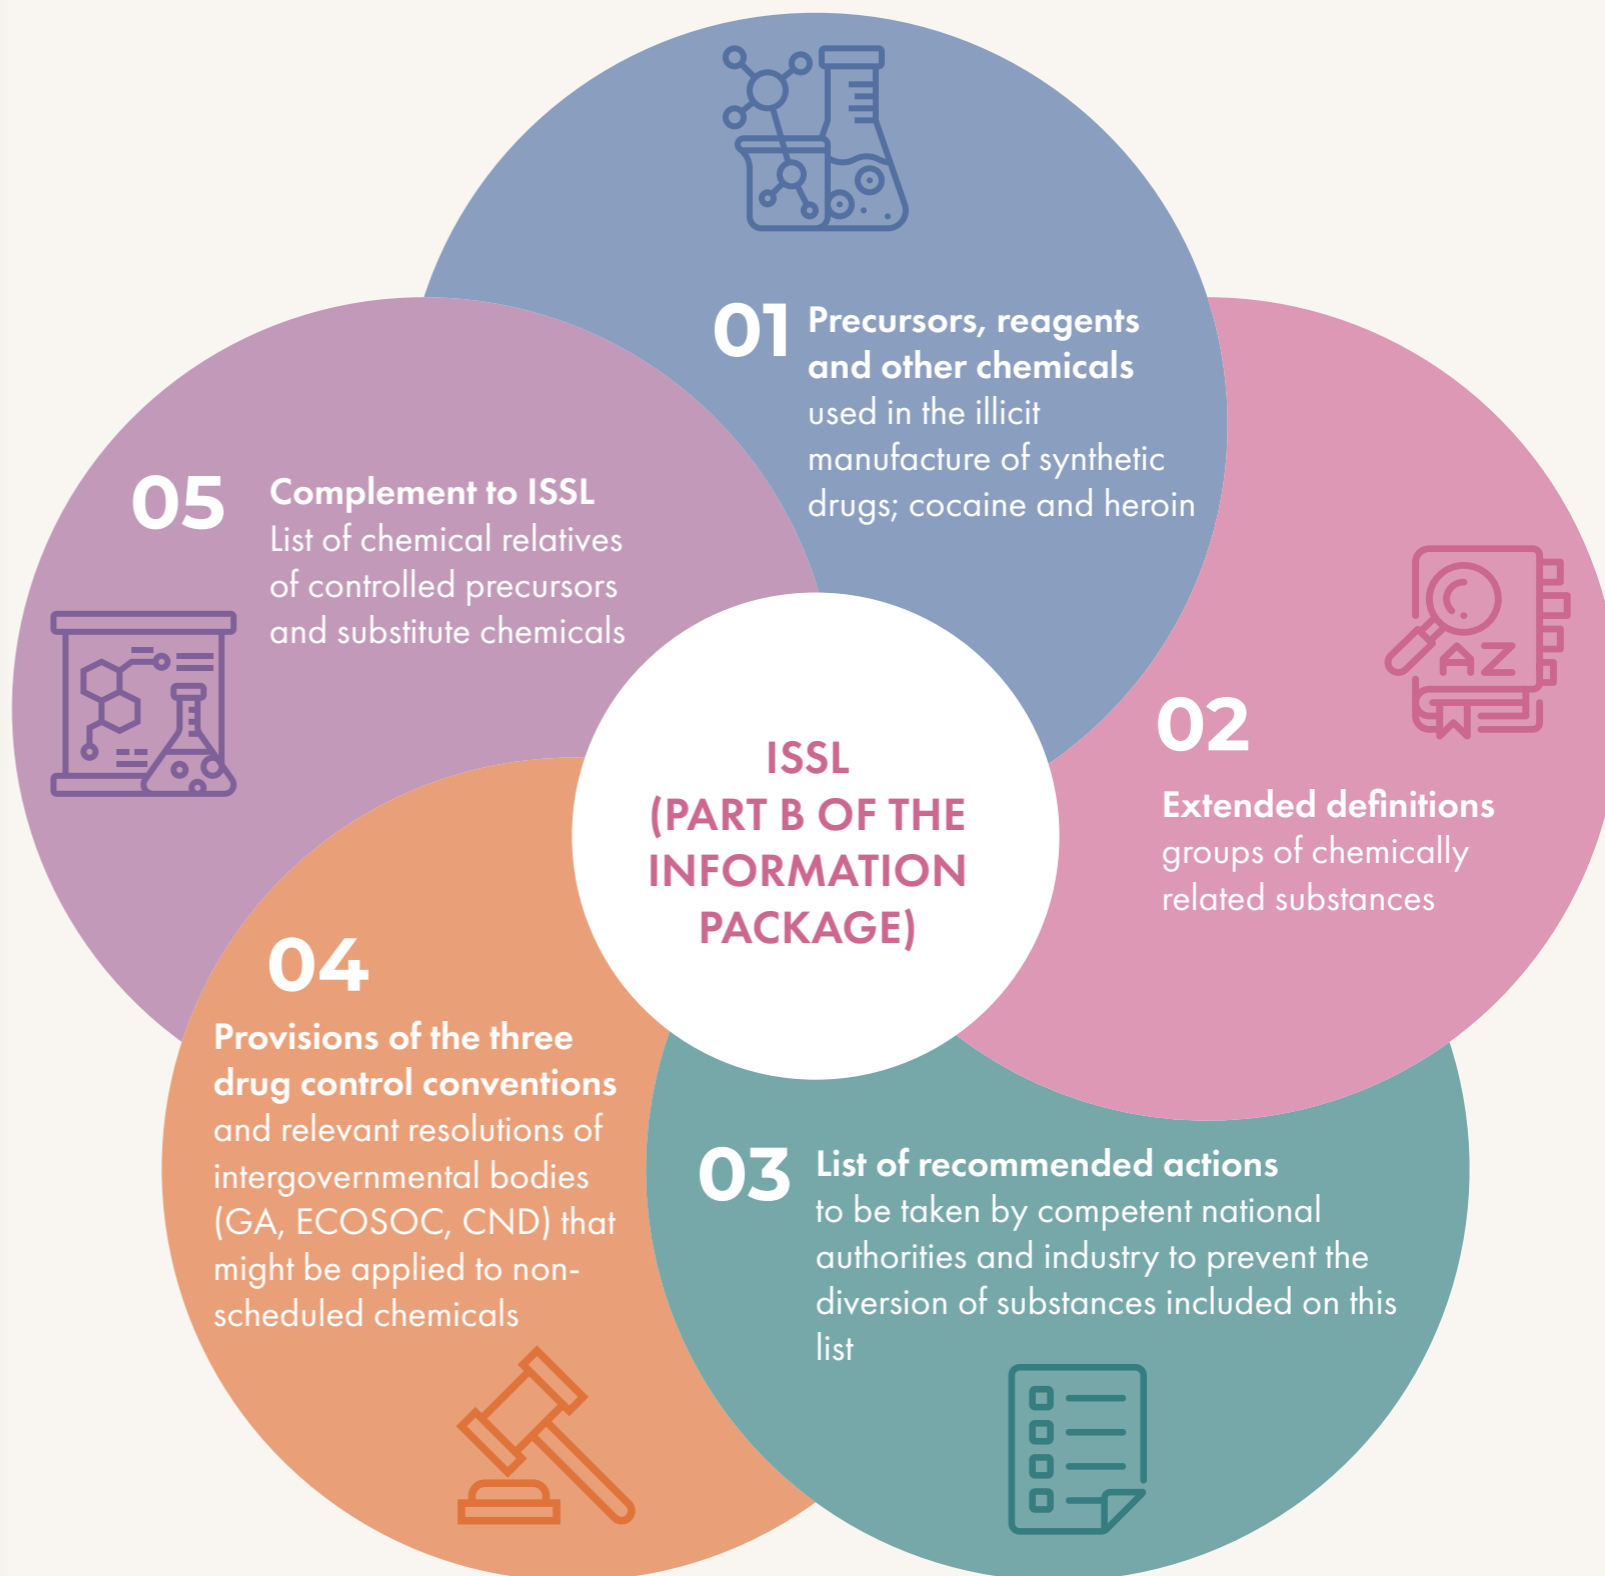 01
Precursors, reagents
and other chemicals
used in the illicit
manufacture of synthetic
drugs; cocaine and heroin
02
Extended definitions
groups of chemically
related substances
03
List of recommended actions
to be taken by competent national
authorities and industry to prevent the
diversion of substances included on this
list
04
Provisions of the three
drug control conventions
and relevant resolutions of
intergovernmental bodies
(GA, ECOSOC, CND) that
might be applied to non-
scheduled chemicals
05
Complement to ISSL
List of chemical relatives
of controlled precursors
and substitute chemicals
ISSL
(PART B OF THE
INFORMATION
PACKAGE)
AZ